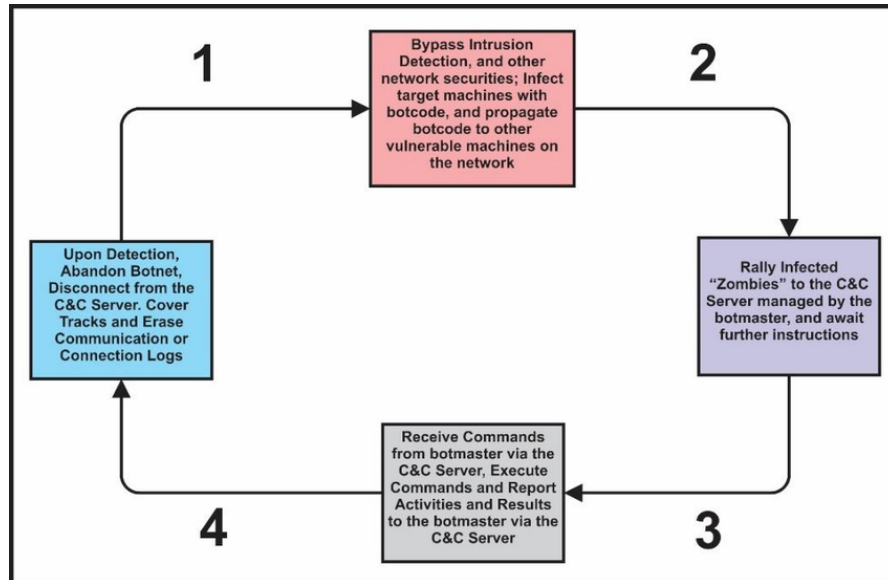 1
Bypass Intrusion
Detection, and other
network securities; Infect
target machines with
botcode, and propagate
botcode to other
vulnerable machines on
the network
2
Upon Detection,
Abandon Botnet,
Disconnect from the
C&C Server. Cover
Tracks and Erase
Communication or
Connection Logs
Rally Infected
“Zombies” to the C&C
Server managed by the
botmaster, and await
further instructions
Receive Commands
from botmaster via the
C&C Server, Execute
Commands and Report
Activities and Results
to the botmaster via the
C&C Server
4
3